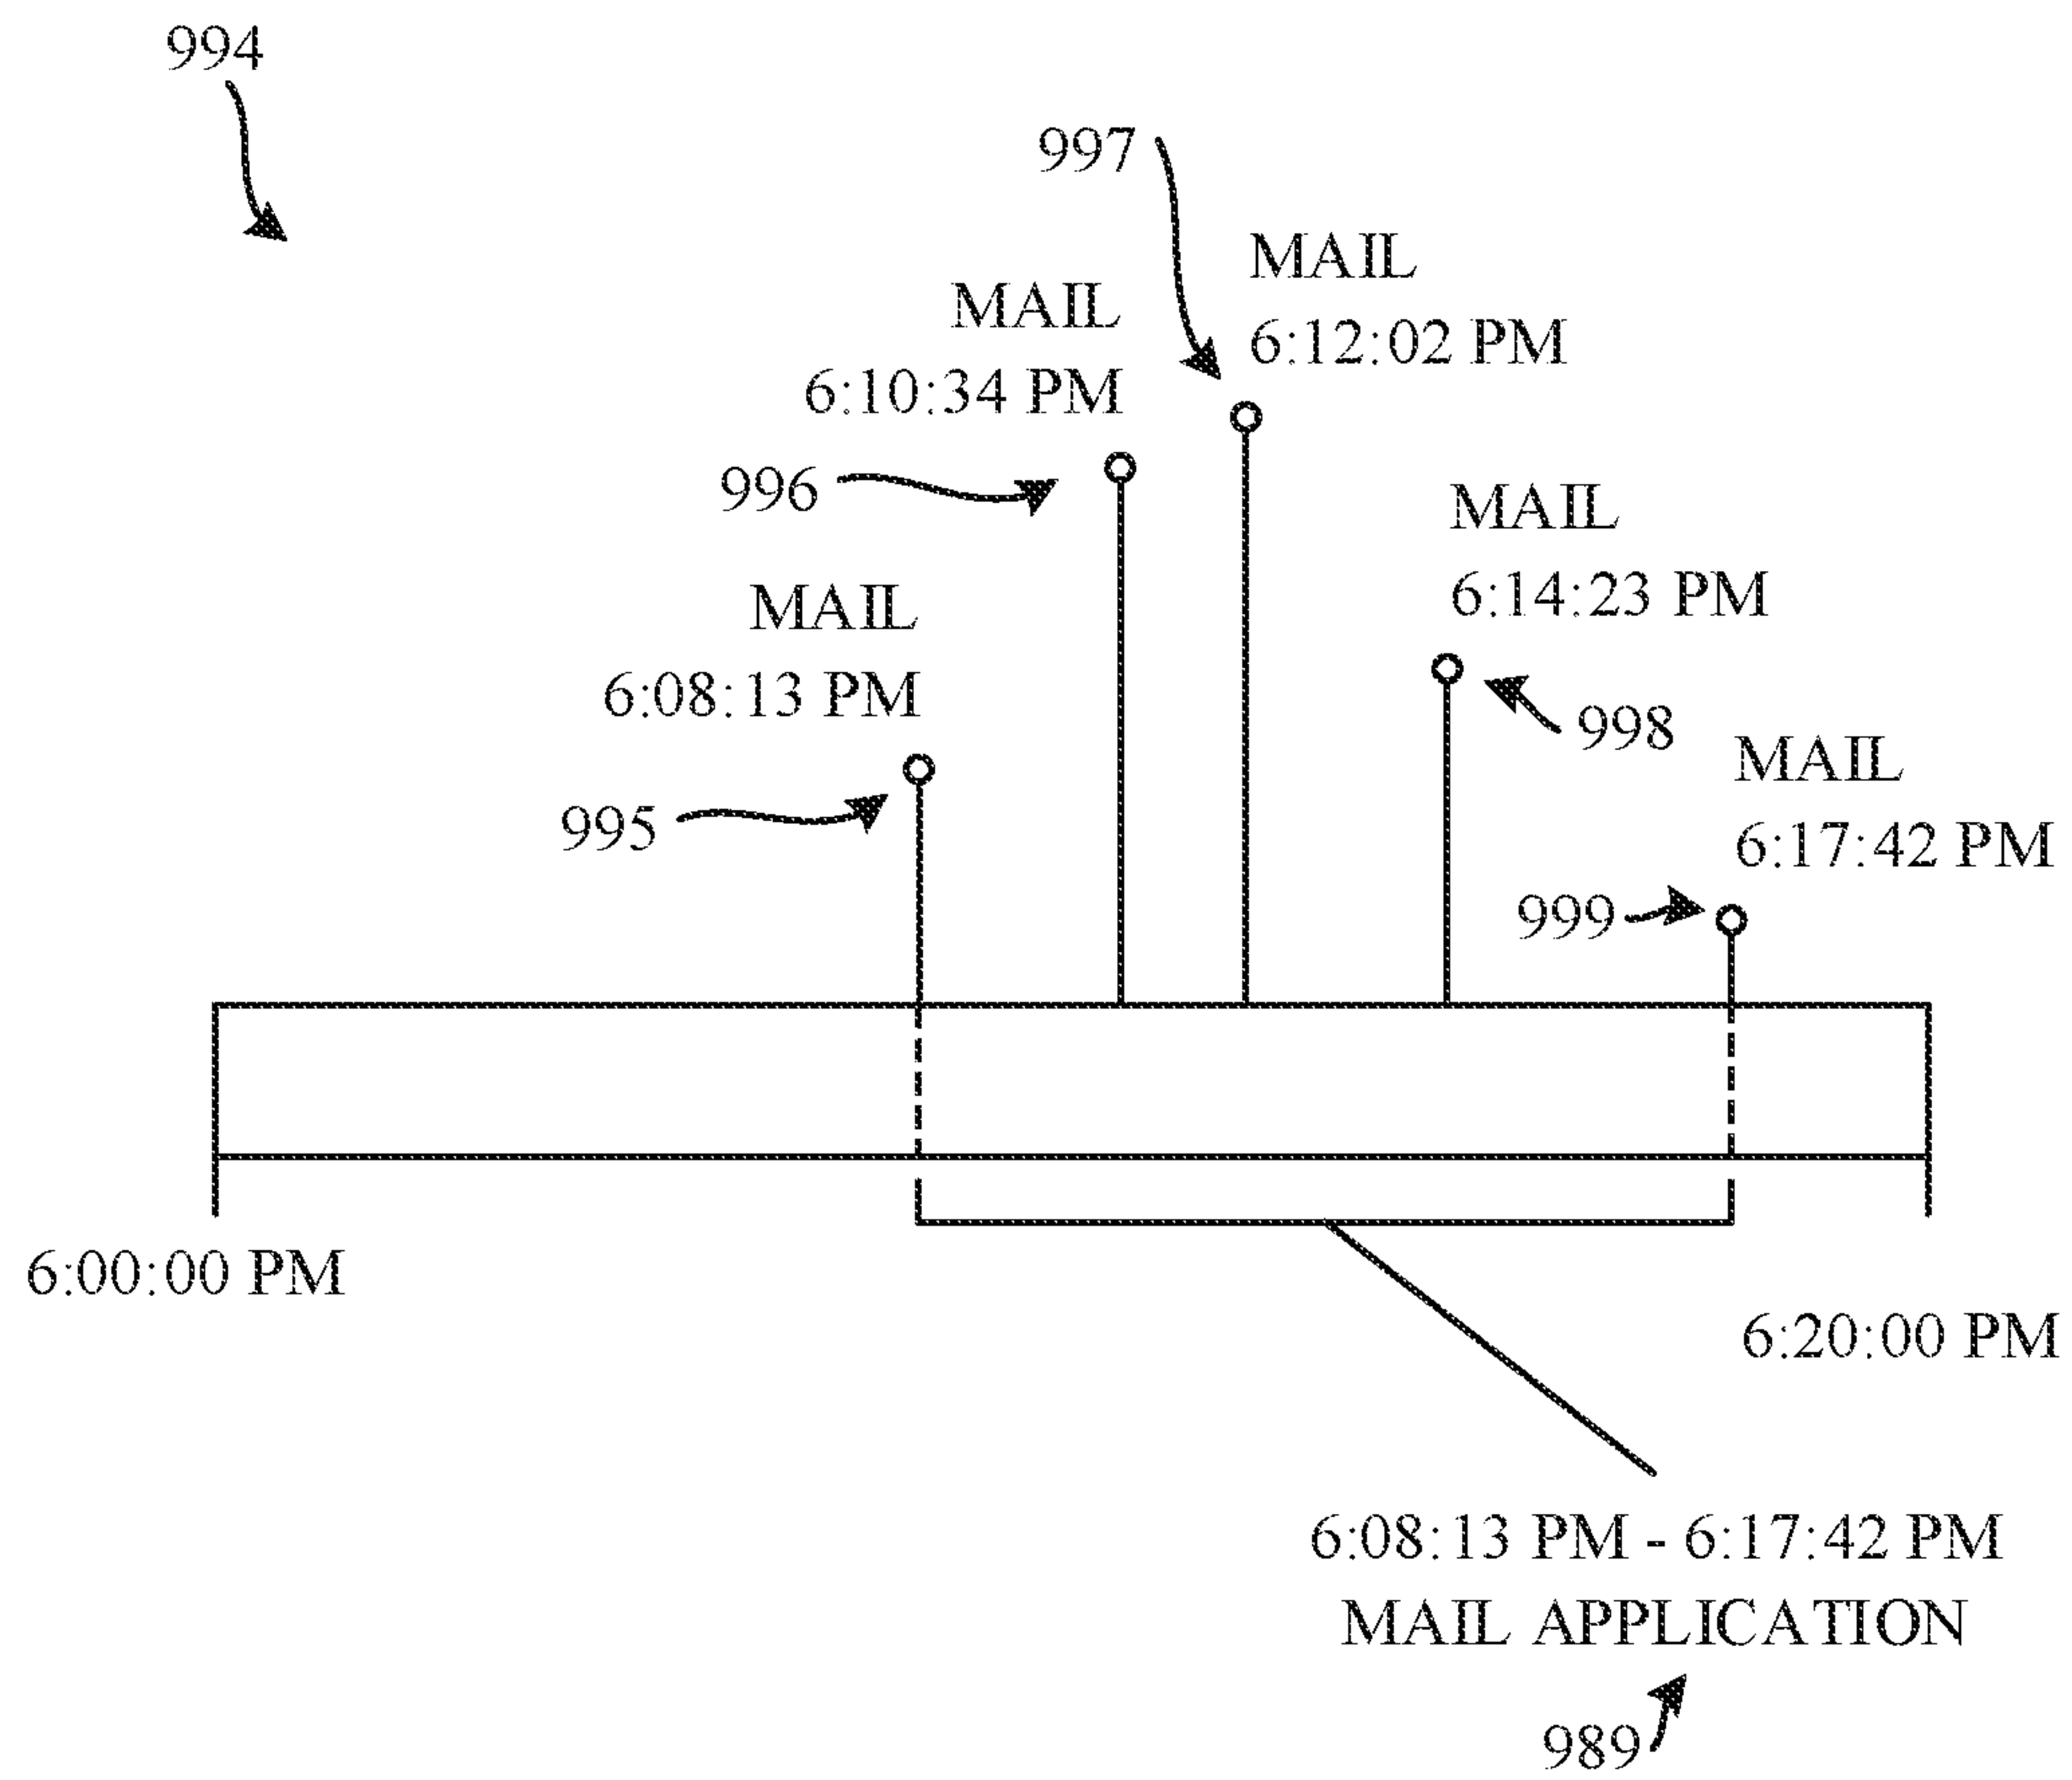 994
997
MAIL
6:12:02 PM
MAIL
6:10:34 PM
996
MAIL
6:14:23 PM
998
MAIL
6:08:13 PM
995
MAIL
6:17:42 PM
999
6:00:00 PM
6:20:00 PM
6:08:13 PM - 6:17:42 PM
MAIL APPLICATION
989